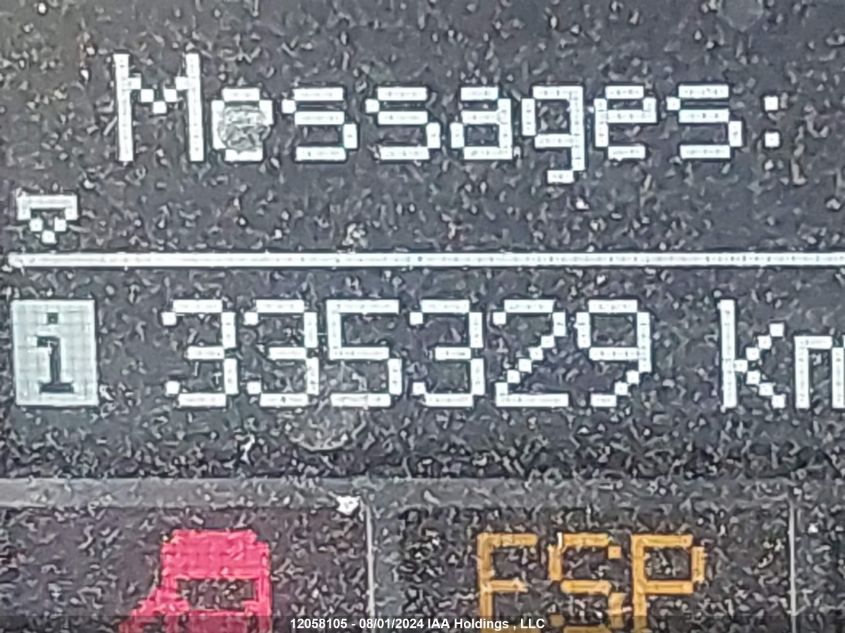 Messages:
i 335329 km
ESP
12058105 - 08/01/2024 IAA Holdings , LLC